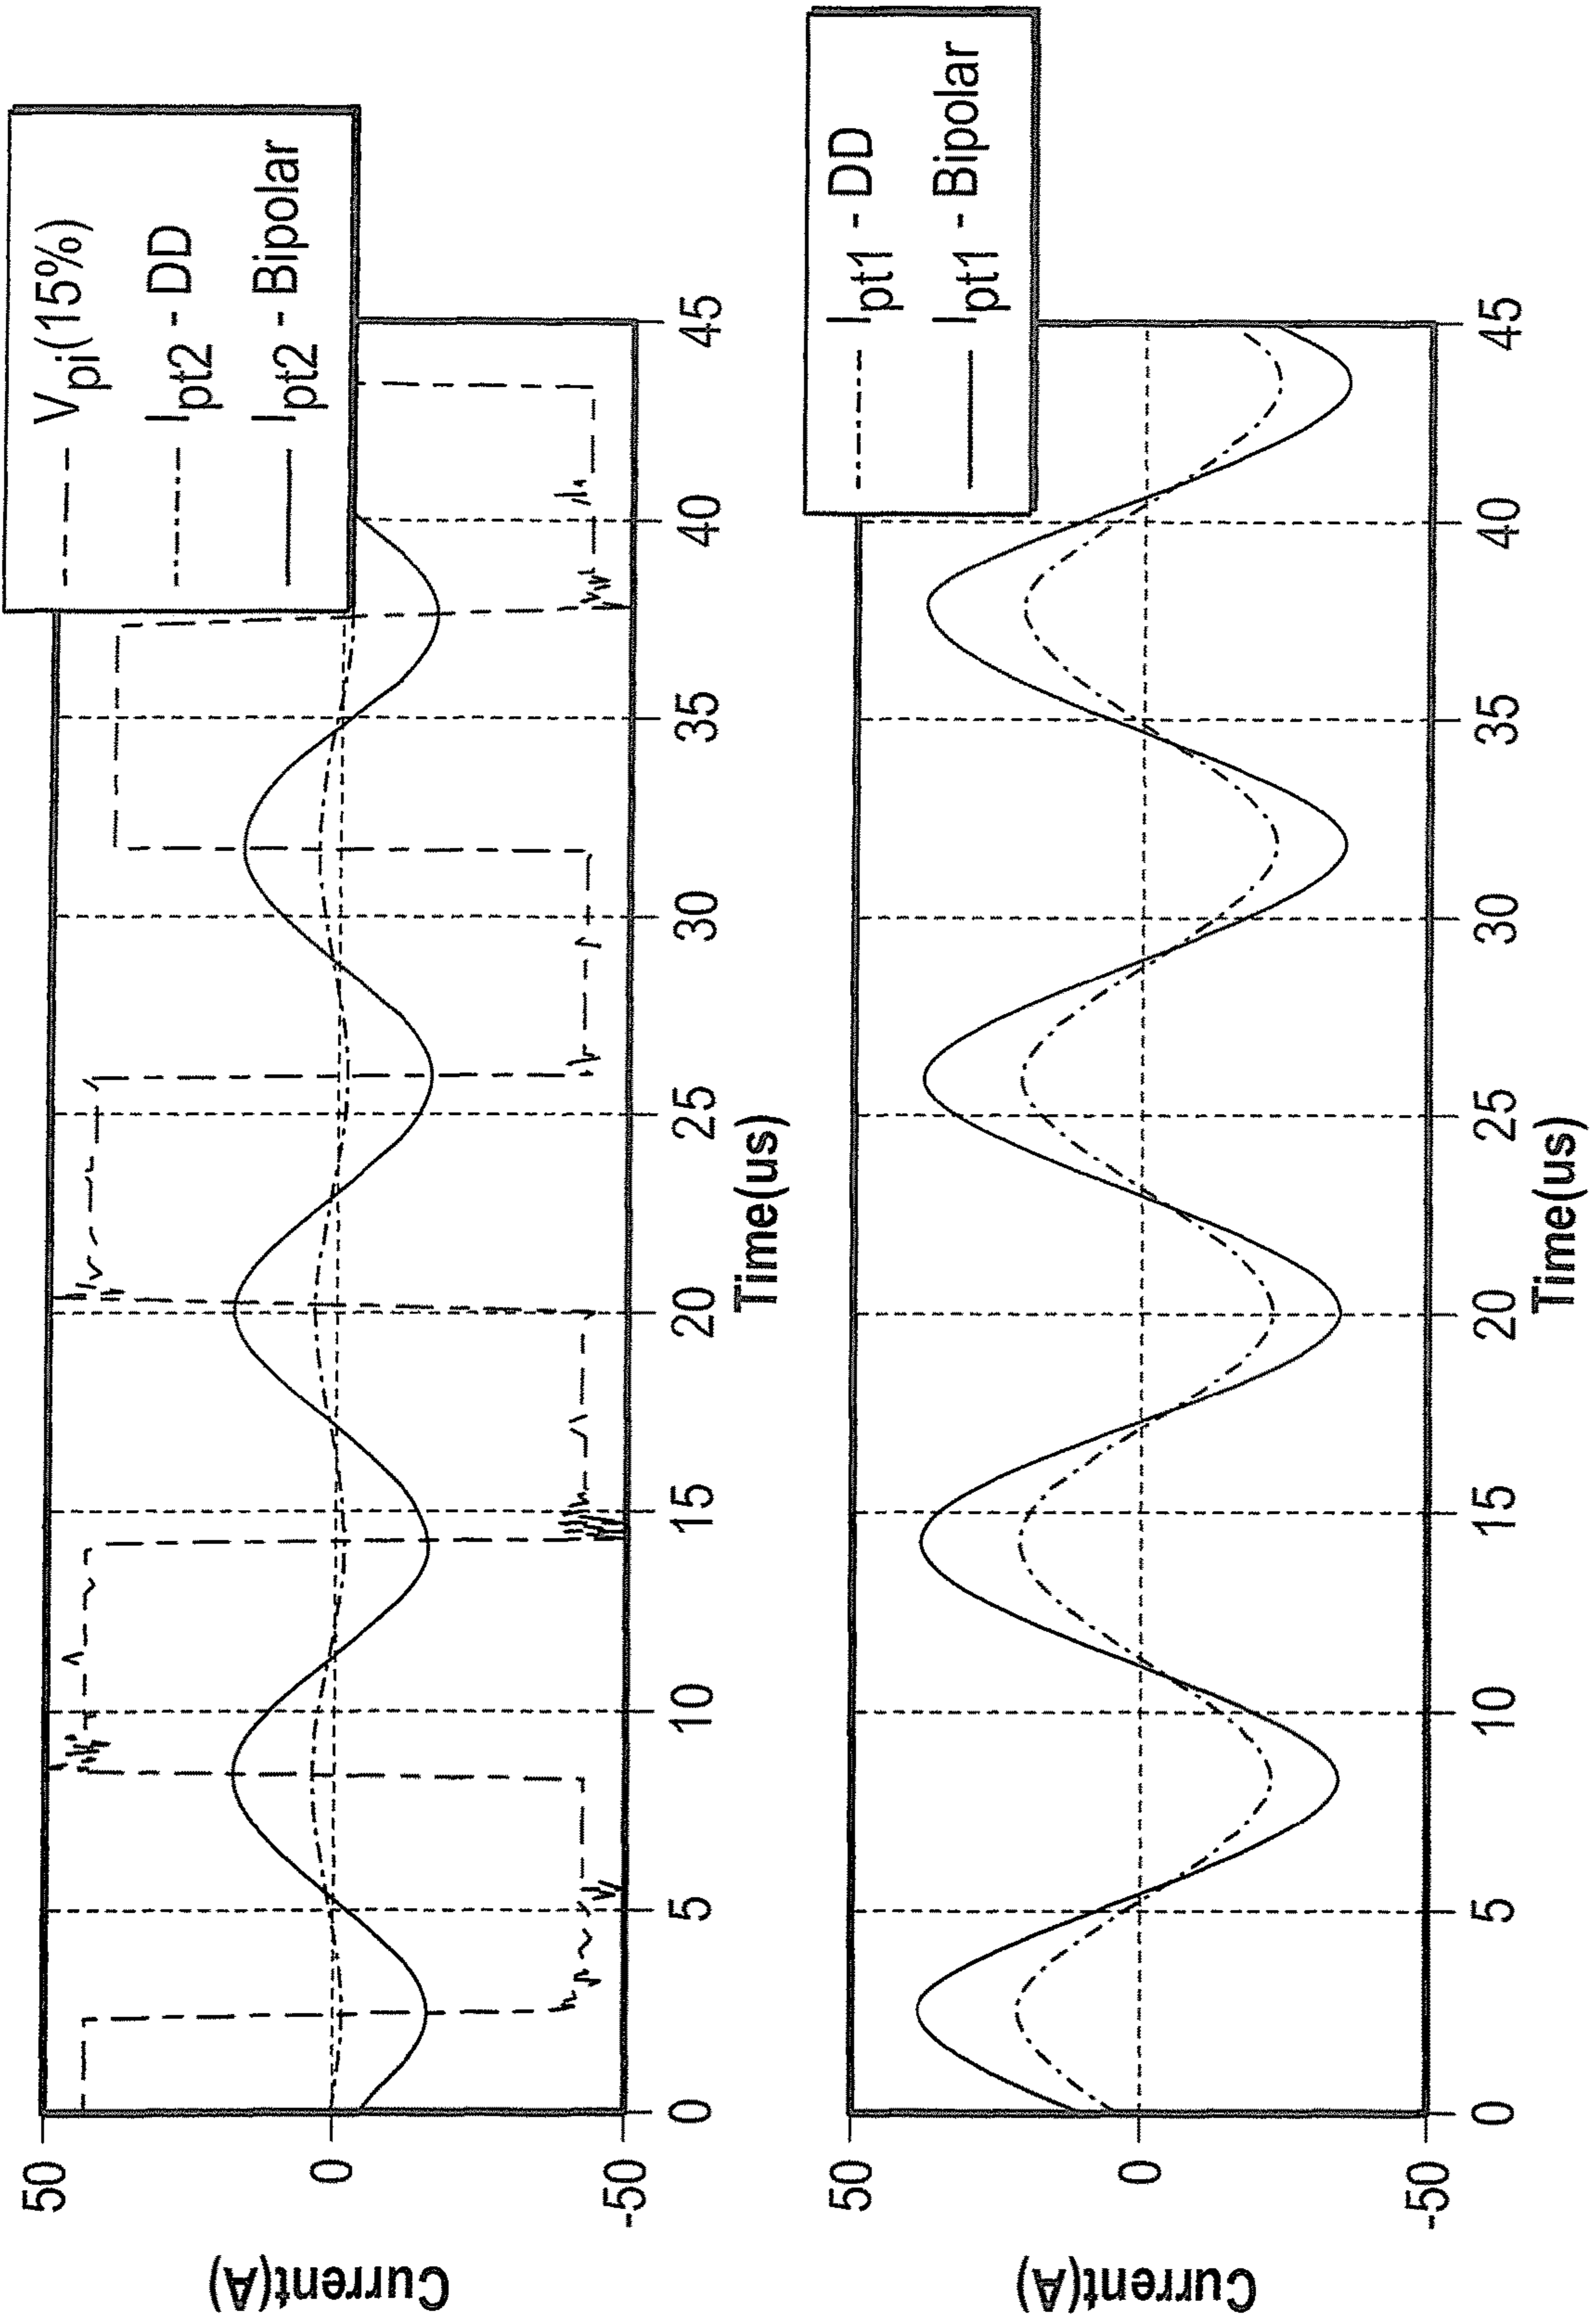 V_pi(15%)
I_pt2 - DD
I_pt2 - Bipolar
50
0
-50
Current(A)
0 5 10 15 20 25 30 35 40 45
Time(us)
I_pt1 - DD
I_pt1 - Bipolar
50
0
-50
Current(A)
0 5 10 15 20 25 30 35 40 45
Time(us)